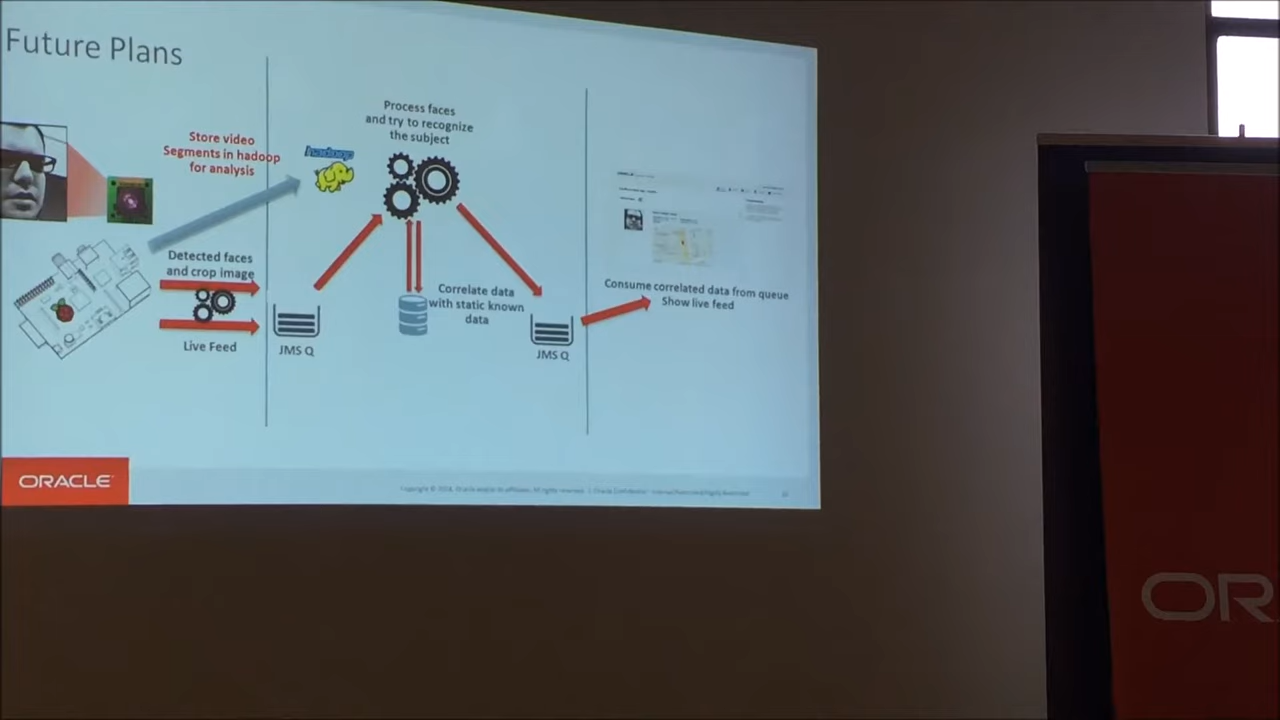 Future Plans
Store video
Segments in hadoop
for analysis
hadoop
Process faces
and try to recognize
the subject
Detected faces
and crop image
Live Feed
JMS Q
Correlate data
with static known
data
JMS Q
Consume correlated data from queue
Show live feed
ORACLE
OR